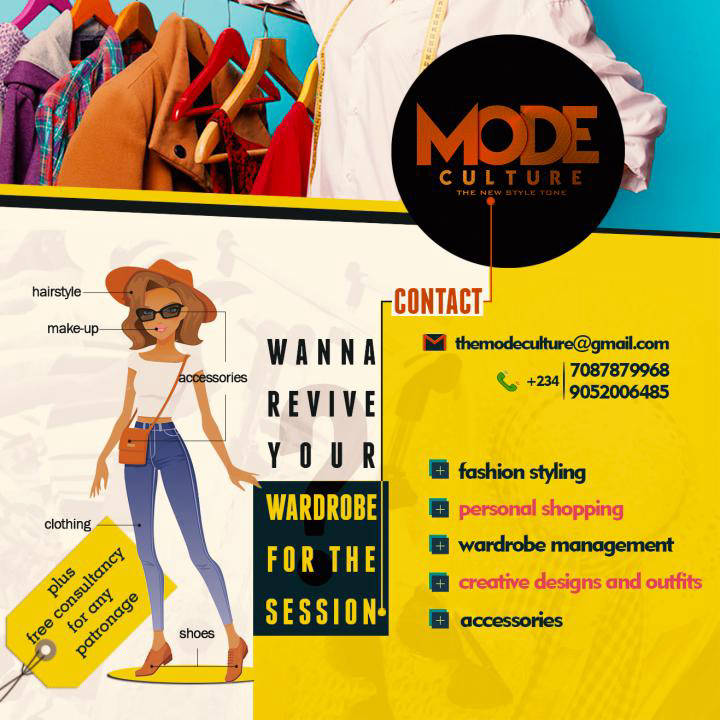 MODE
CULTURE
THE NEW STYLE TONE
CONTACT
themodeculture@gmail.com
+234
7087879968
9052006485
hairstyle
make-up
accessories
clothing
shoes
WANNA
REVIVE
YOUR
WARDROBE
FOR THE
SESSION
?
fashion styling
personal shopping
wardrobe management
creative designs and outfits
accessories
plus
free consultancy
for any
patronage